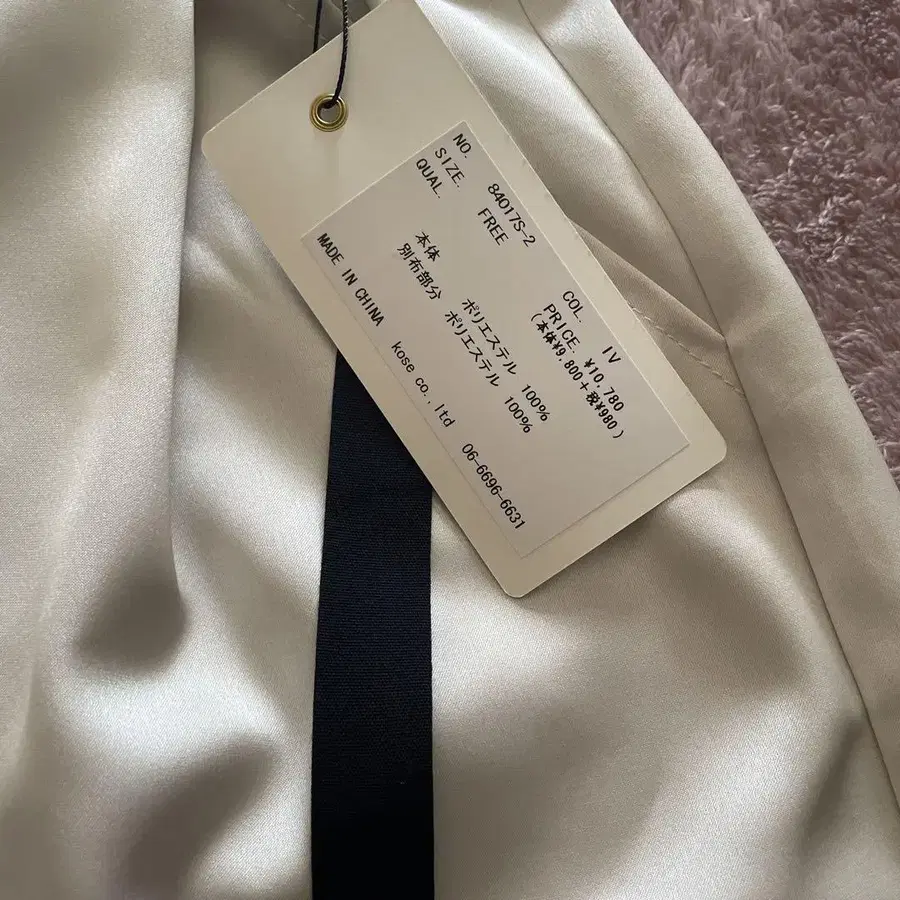 NO. 84017S-2 COL. IV
SIZE. FREE PRICE ¥10,780
QUAL. (本体¥9,800+税¥980)
本体 ポリエステル 100%
別布部分 ポリエステル 100%
MADE IN CHINA
kose co., ltd 06-6696-6631